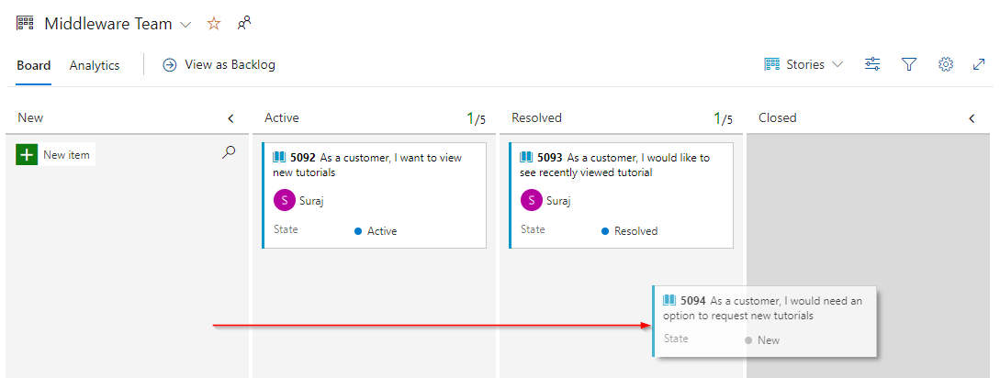 Middleware Team
Board Analytics View as Backlog Stories
New Active 1/5 Resolved 1/5 Closed
New item
5092 As a customer, I want to view
new tutorials
S Suraj
State Active
5093 As a customer, I would like to
see recently viewed tutorial
S Suraj
State Resolved
5094 As a customer, I would need an
option to request new tutorials
State New